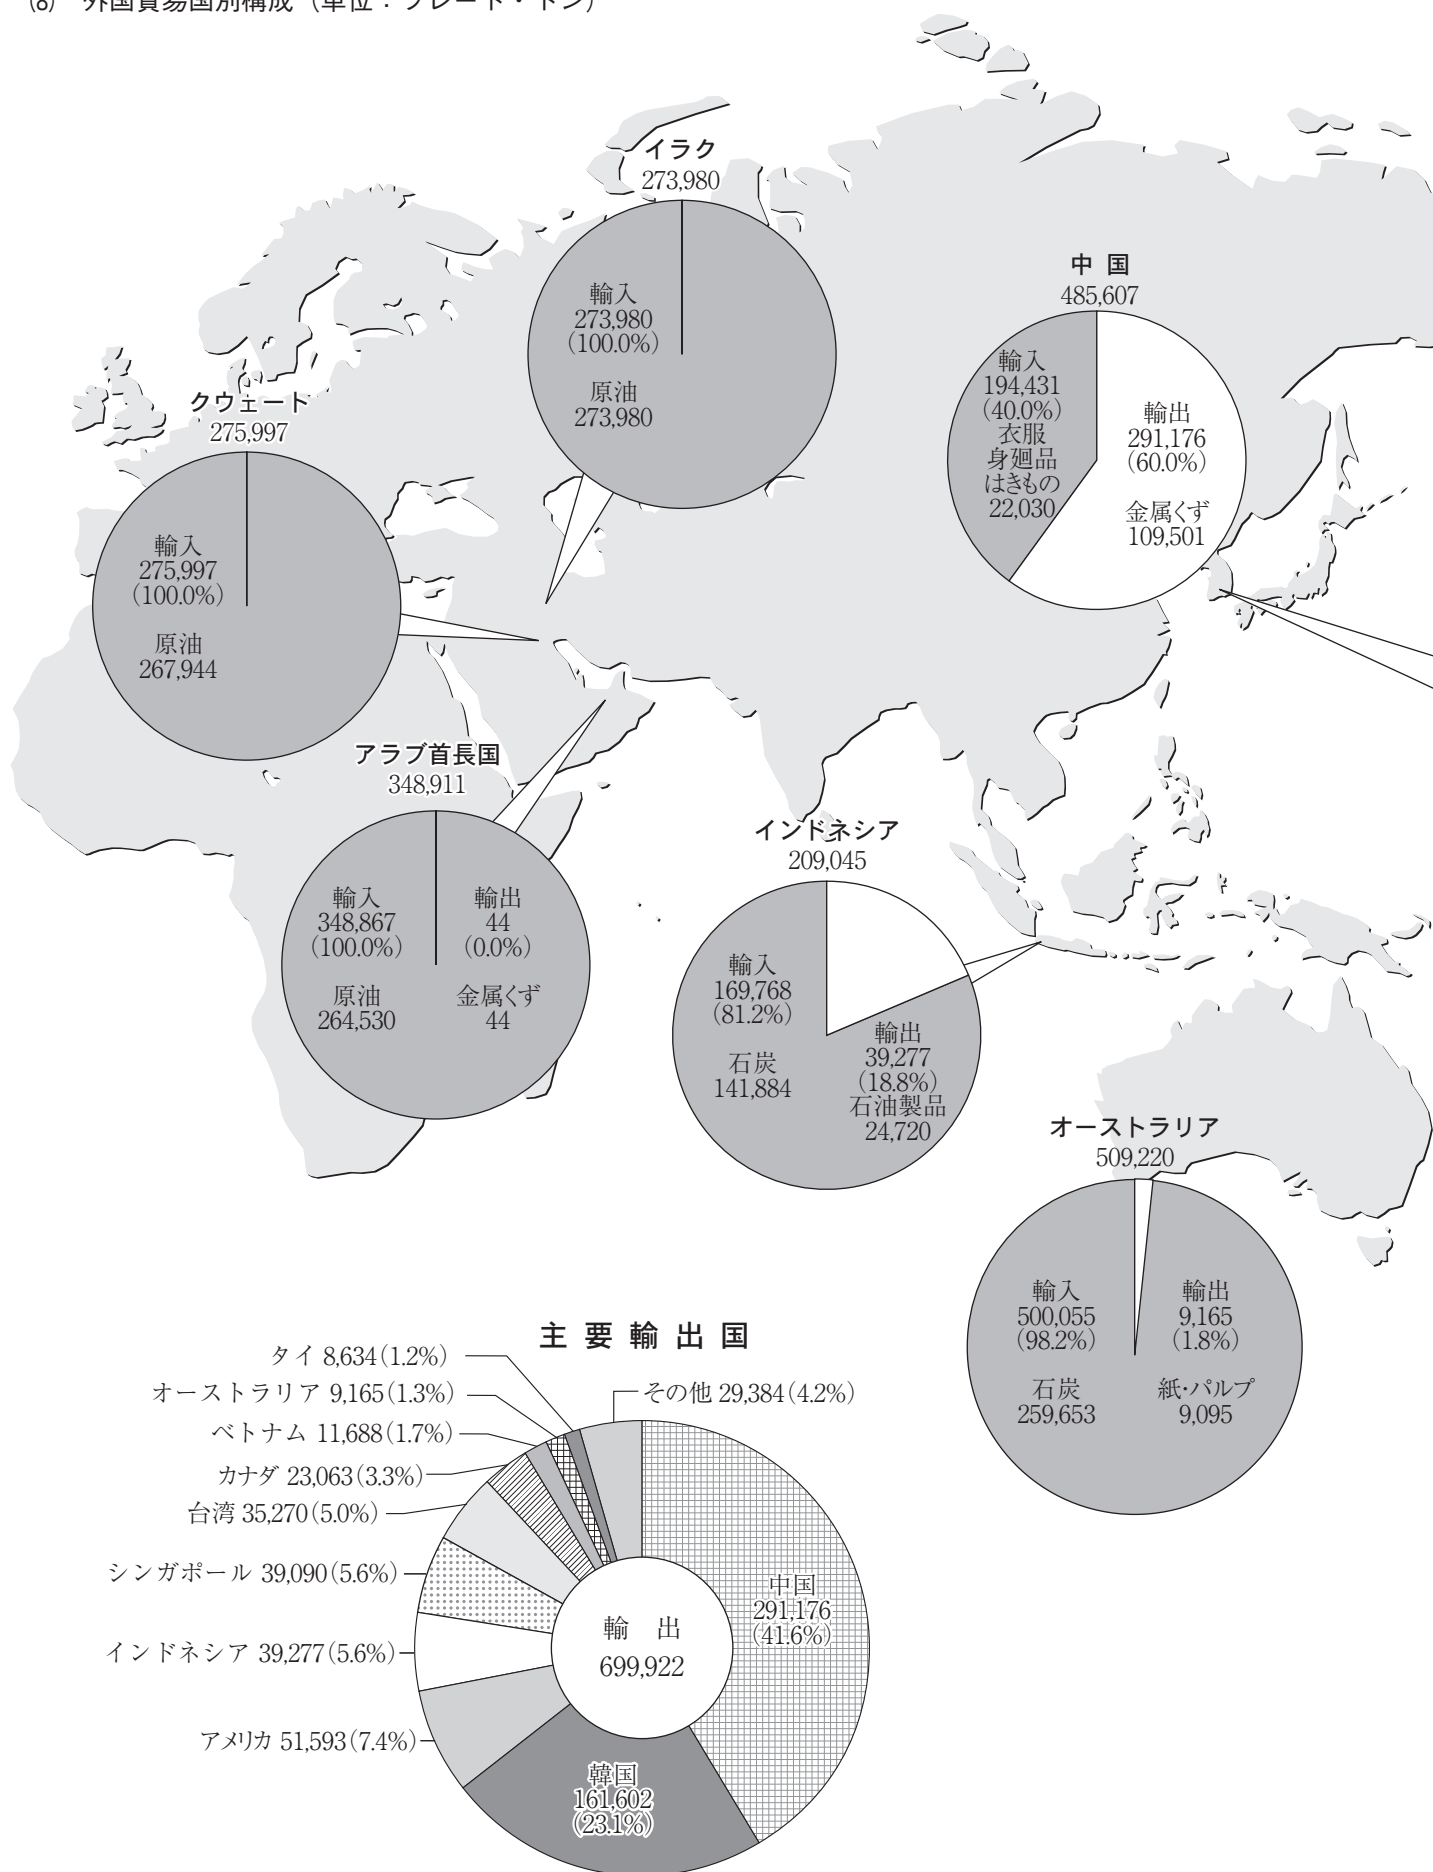 ⑻ 外国貿易国別構成（単位：フレート・トン）
イラク
273,980
輸入
273,980
(100.0%)
原油
273,980
中 国
485,607
輸入
194,431
(40.0%)
衣服
身廻品
はきもの
22,030
輸出
291,176
(60.0%)
金属くず
109,501
クウェート
275,997
輸入
275,997
(100.0%)
原油
267,944
アラブ首長国
348,911
輸入
348,867
(100.0%)
原油
264,530
輸出
44
(0.0%)
金属くず
44
インドネシア
209,045
輸入
169,768
(81.2%)
石炭
141,884
輸出
39,277
(18.8%)
石油製品
24,720
オーストラリア
509,220
輸入
500,055
(98.2%)
石炭
259,653
輸出
9,165
(1.8%)
紙・パルプ
9,095
主 要 輸 出 国
タイ 8,634(1.2%)
オーストラリア 9,165(1.3%)
ベトナム 11,688(1.7%)
カナダ 23,063(3.3%)
台湾 35,270(5.0%)
シンガポール 39,090(5.6%)
インドネシア 39,277(5.6%)
アメリカ 51,593(7.4%)
その他 29,384(4.2%)
中国
291,176
(41.6%)
輸 出
699,922
韓国
161,602
(23.1%)